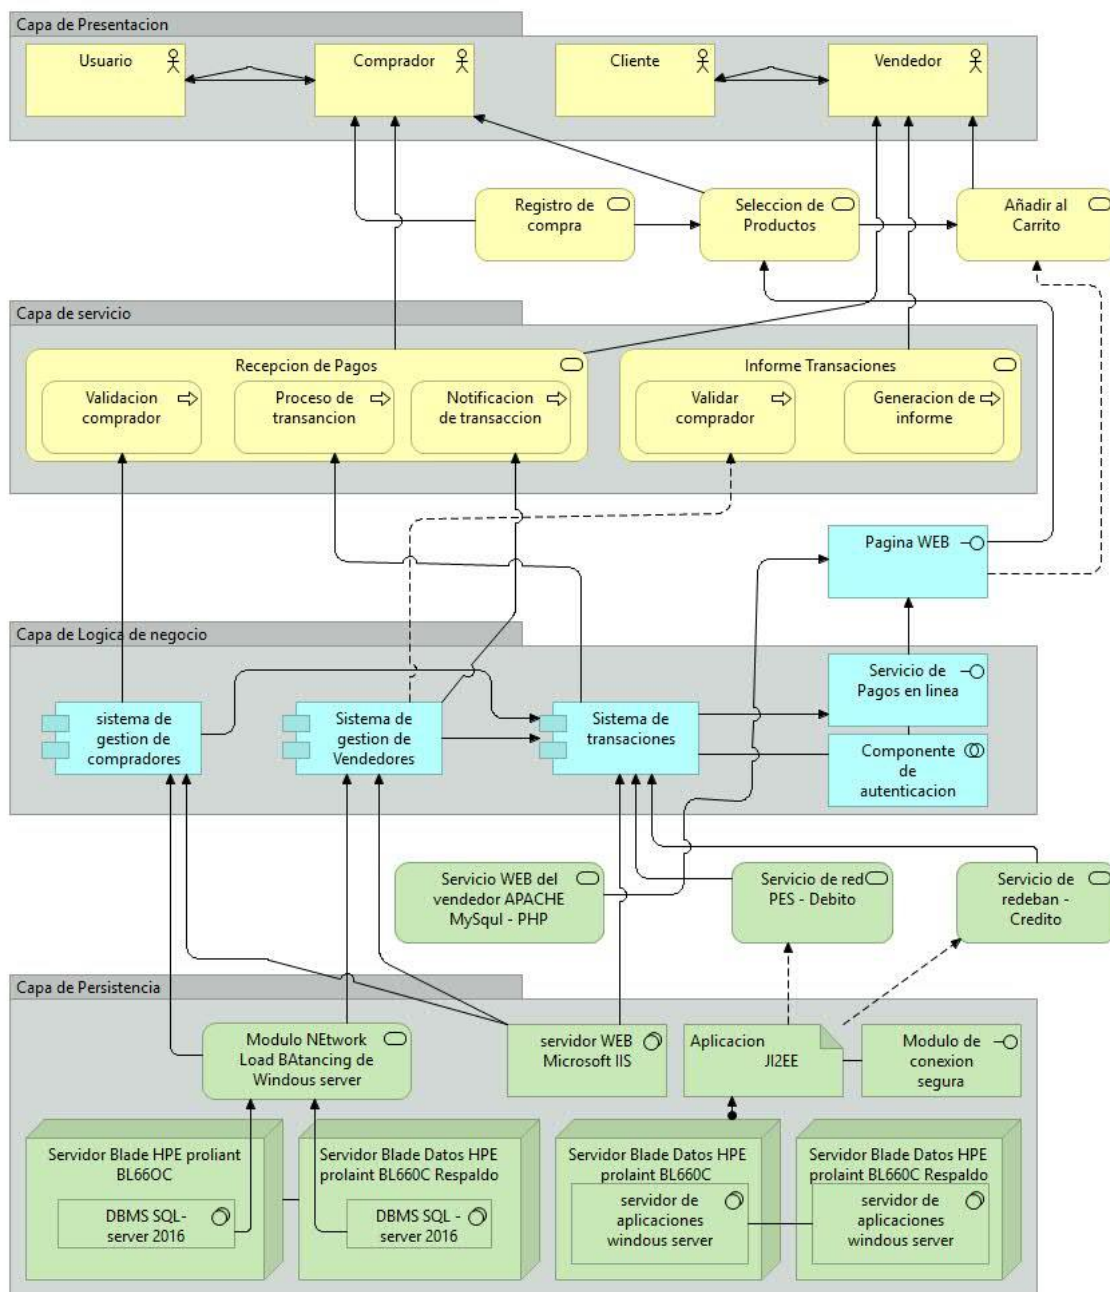 Capa de Presentacion
Usuario
Comprador
Cliente
Vendedor
Registro de
compra
Seleccion de
Productos
Añadir al
Carrito
Capa de servicio
Recepcion de Pagos
Validacion
comprador
Proceso de
transancion
Notificacion
de transaccion
Informe Transaciones
Validar
comprador
Generacion de
informe
Pagina WEB
Capa de Logica de negocio
sistema de
gestion de
compradores
Sistema de
gestion de
Vendedores
Sistema de
transaciones
Servicio de
Pagos en linea
Componente
de
autenticacion
Servicio WEB del
vendedor APACHE
MySqul - PHP
Servicio de red
PES - Debito
Servicio de
redeban -
Credito
Capa de Persistencia
Modulo NEtwork
Load BAtancing de
Windous server
servidor WEB
Microsoft IIS
Aplicacion
JI2EE
Modulo de
conexion
segura
Servidor Blade HPE proliant
BL66OC
DBMS SQL-
server 2016
Servidor Blade Datos HPE
prolaint BL660C Respaldo
DBMS SQL -
server 2016
Servidor Blade Datos HPE
prolaint BL660C
servidor de
aplicaciones
windous server
Servidor Blade Datos HPE
prolaint BL660C Respaldo
servidor de
aplicaciones
windous server